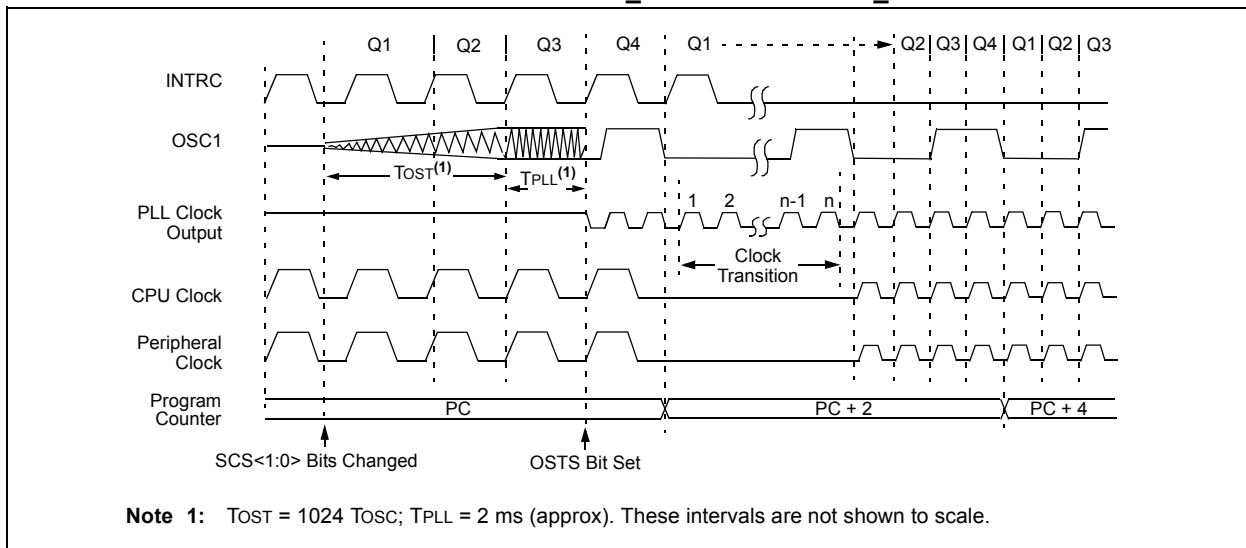 Q1 Q2 Q3 Q4 Q1 Q2 Q3 Q4 Q1 Q2 Q3
INTRC
OSC1
TOST(1)
TPLL(1)
1 2 n-1 n
PLL Clock
Output
Clock
Transition
CPU Clock
Peripheral
Clock
Program
Counter
PC PC + 2 PC + 4
SCS<1:0> Bits Changed OSTS Bit Set
Note 1: TOST = 1024 TOSC; TPLL = 2 ms (approx). These intervals are not shown to scale.